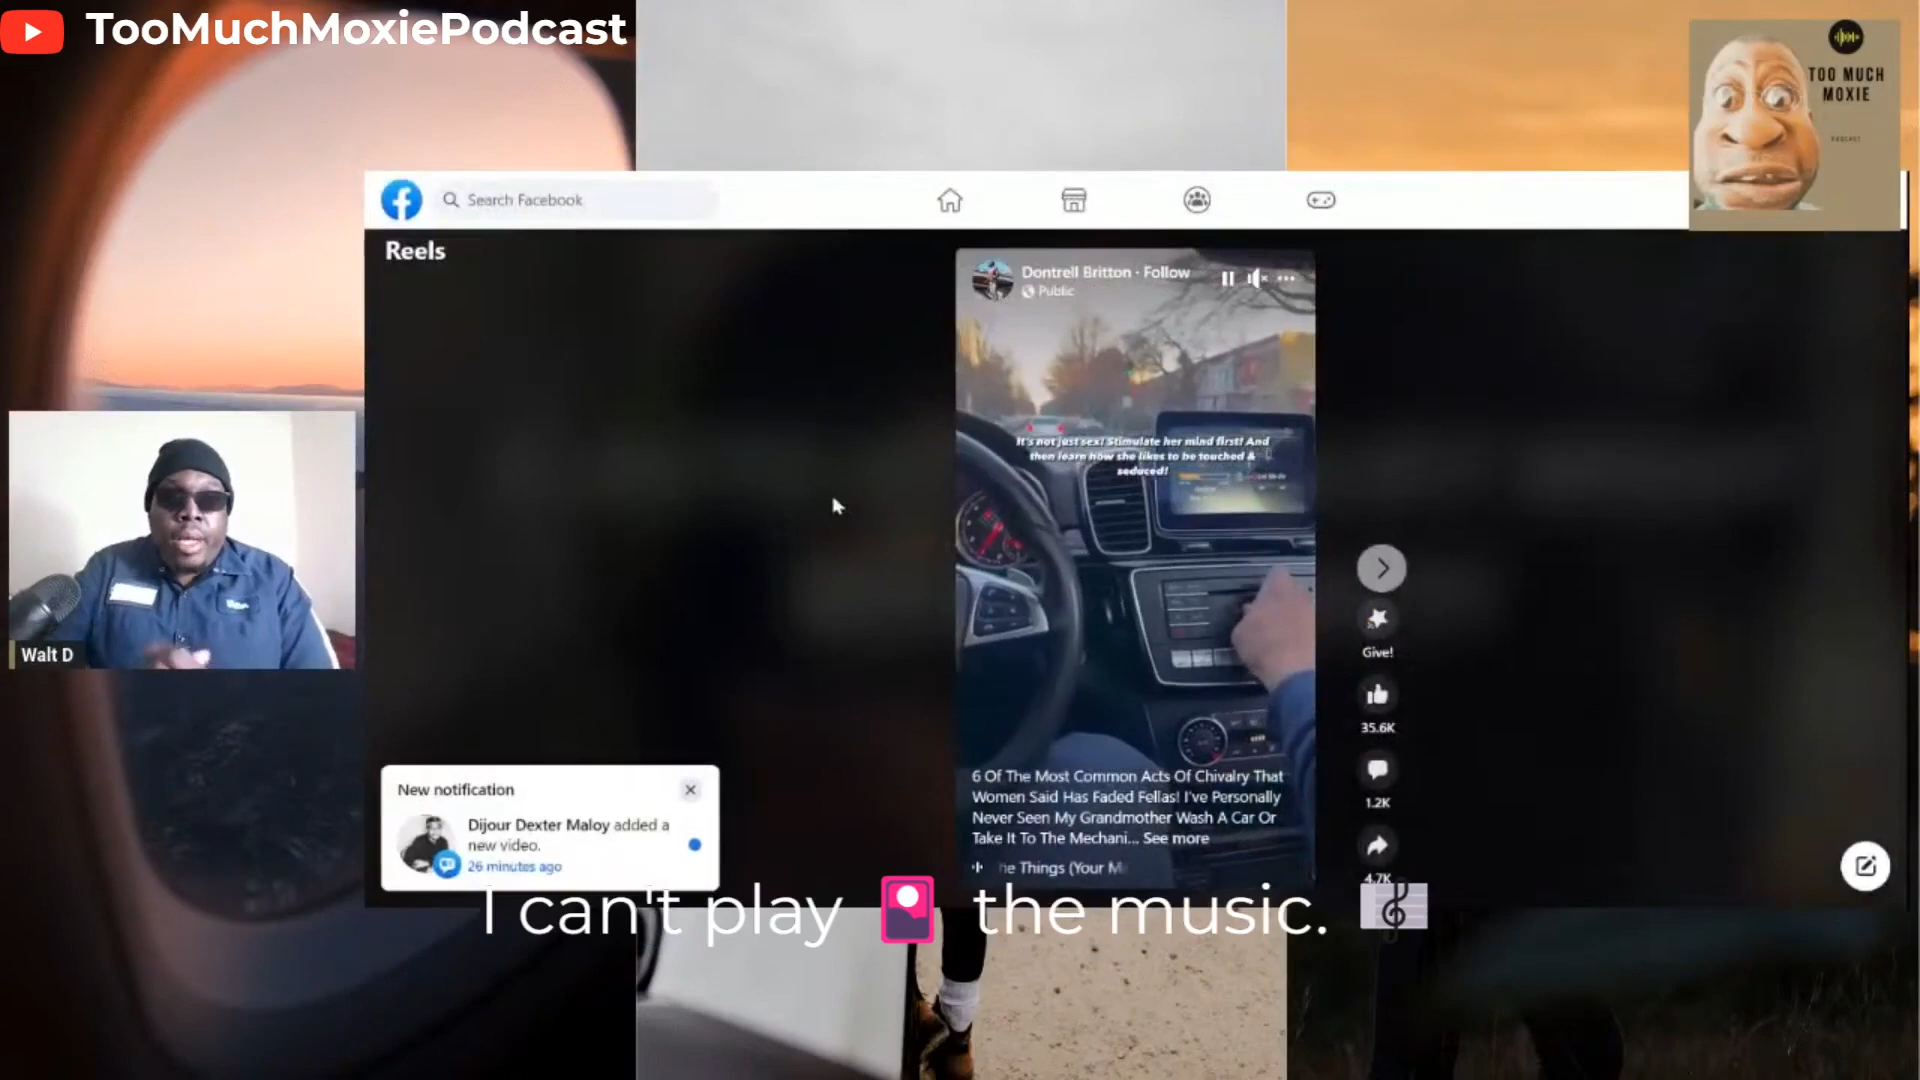 TooMuchMoxiePodcast
TOO MUCH
MOXIE
PODCAST
Search Facebook
Reels
Dontrell Britton · Follow
Public
It's not just sex! Stimulate her mind first! And
then learn how she likes to be touched &
seduced!
Walt D
Give!
35.6K
1.2K
4.7K
6 Of The Most Common Acts Of Chivalry That
Women Said Has Faded Fellas! I've Personally
Never Seen My Grandmother Wash A Car Or
Take It To The Mechani... See more
he Things (Your M
New notification
Dijour Dexter Maloy added a
new video.
26 minutes ago
I can't play the music.